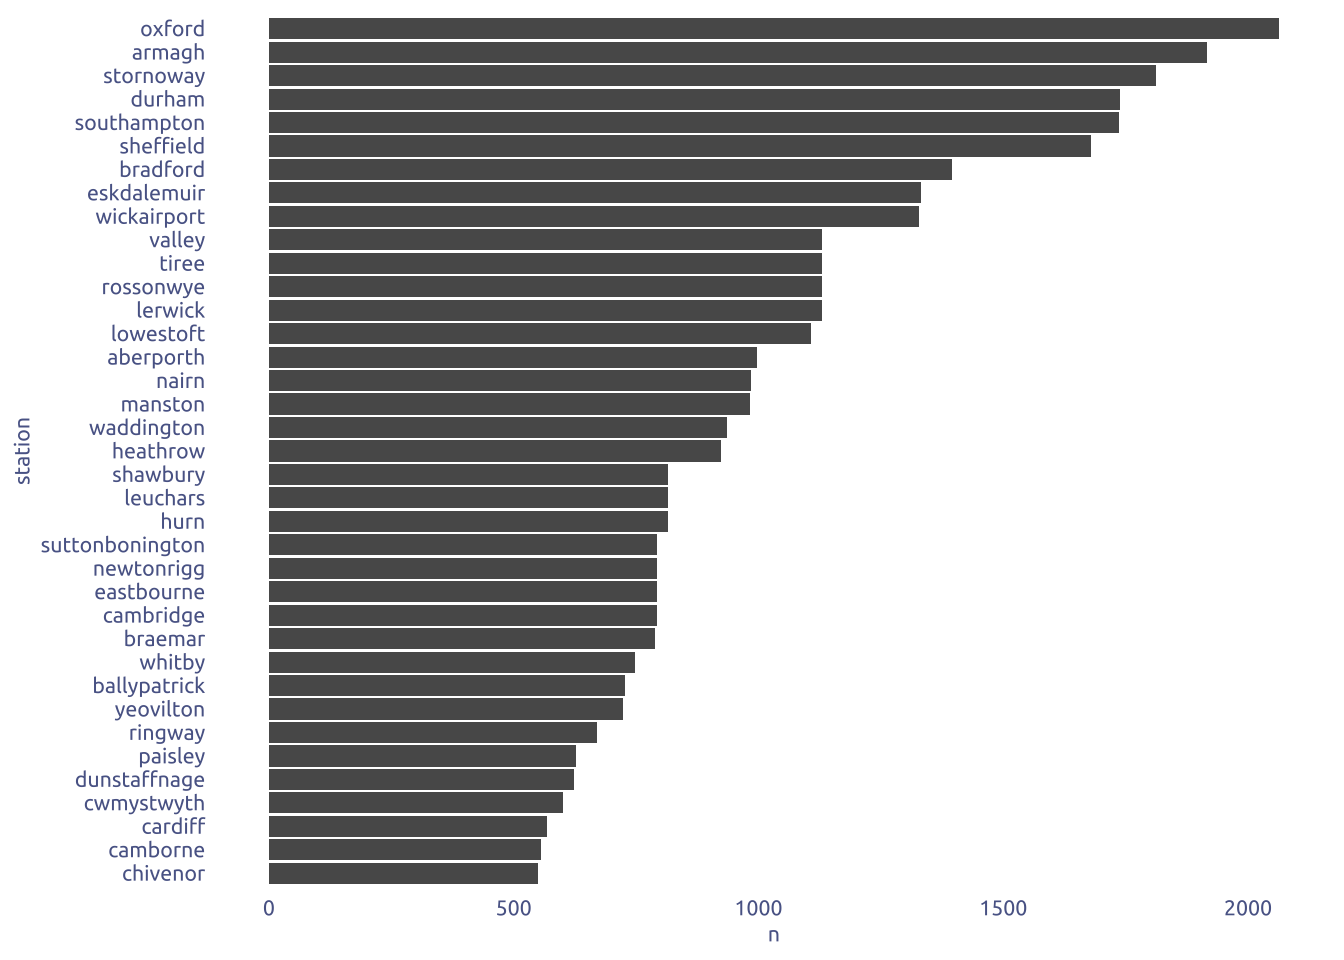 oxford
armagh
stornoway
durham
southampton
sheffield
bradford
eskdalemuir
wickairport
valley
tiree
rossonwye
lerwick
lowestoft
aberporth
nairn
manston
waddington
heathrow
shawbury
leuchars
hurn
suttonbonington
newtonrigg
eastbourne
cambridge
braemar
whitby
ballypatrick
yeovilton
ringway
paisley
dunstaffnage
cwmystwyth
cardiff
camborne
chivenor
station
0 500 1000 1500 2000
n